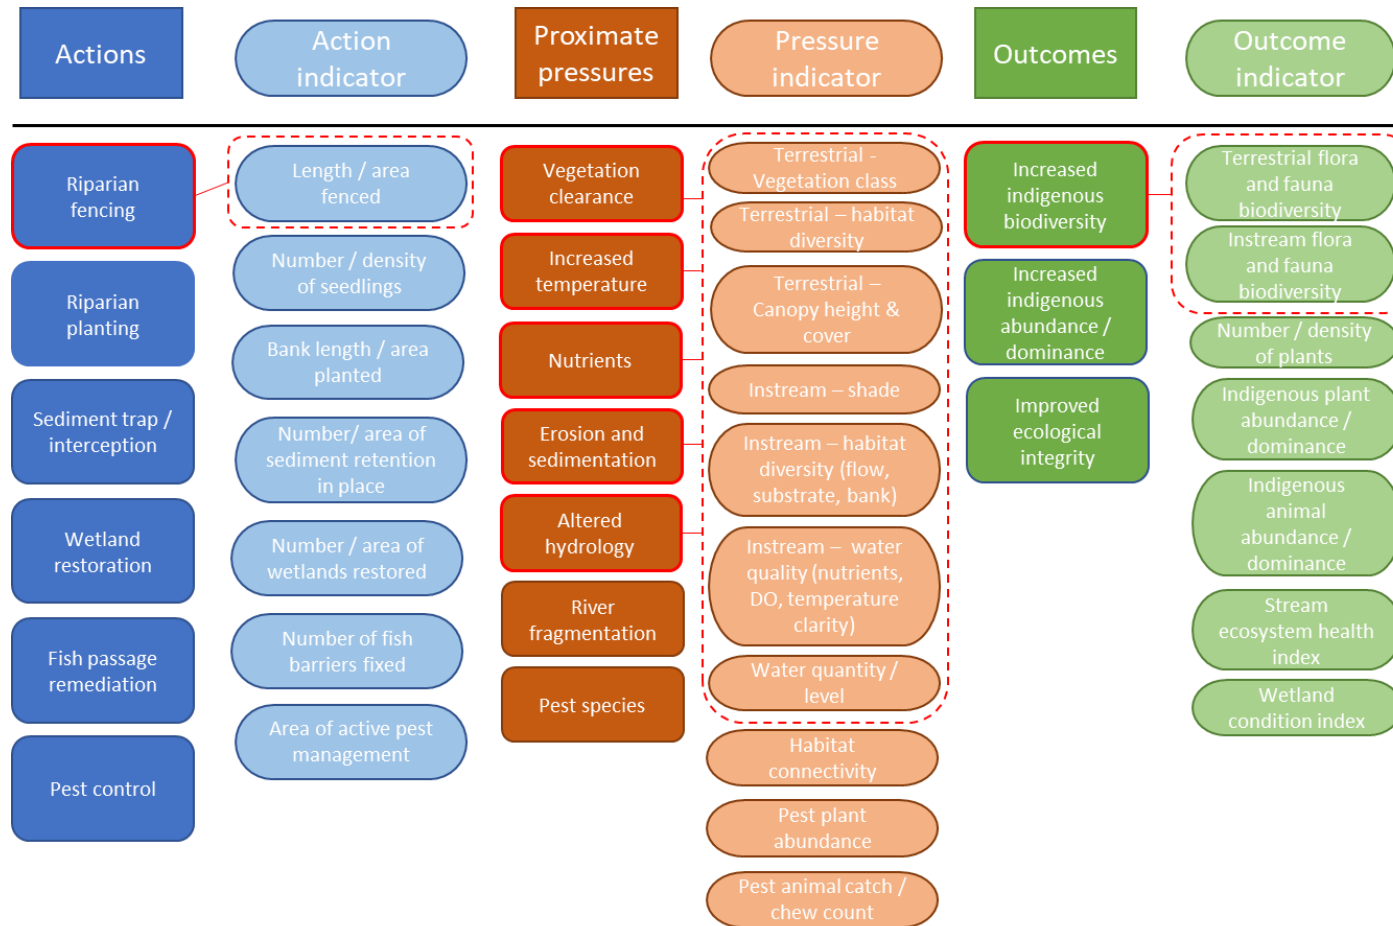 Actions
Action
indicator
Proximate
pressures
Pressure
indicator
Outcomes
Outcome
indicator
Riparian
fencing
Riparian
planting
Sediment trap /
interception
Wetland
restoration
Fish passage
remediation
Pest control
Length / area
fenced
Number / density
of seedlings
Bank length / area
planted
Number/ area of
sediment retention
in place
Number / area of
wetlands restored
Number of fish
barriers fixed
Area of active pest
management
Vegetation
clearance
Increased
temperature
Nutrients
Erosion and
sedimentation
Altered
hydrology
River
fragmentation
Pest species
Terrestrial -
Vegetation class
Terrestrial – habitat
diversity
Terrestrial –
Canopy height &
cover
Instream – shade
Instream – habitat
diversity (flow,
substrate, bank)
Instream – water
quality (nutrients,
DO, temperature
clarity)
Water quantity /
level
Habitat
connectivity
Pest plant
abundance
Pest animal catch /
chew count
Increased
indigenous
biodiversity
Increased
indigenous
abundance /
dominance
Improved
ecological
integrity
Terrestrial flora
and fauna
biodiversity
Instream flora
and fauna
biodiversity
Number / density
of plants
Indigenous plant
abundance /
dominance
Indigenous
animal
abundance /
dominance
Stream
ecosystem health
index
Wetland
condition index